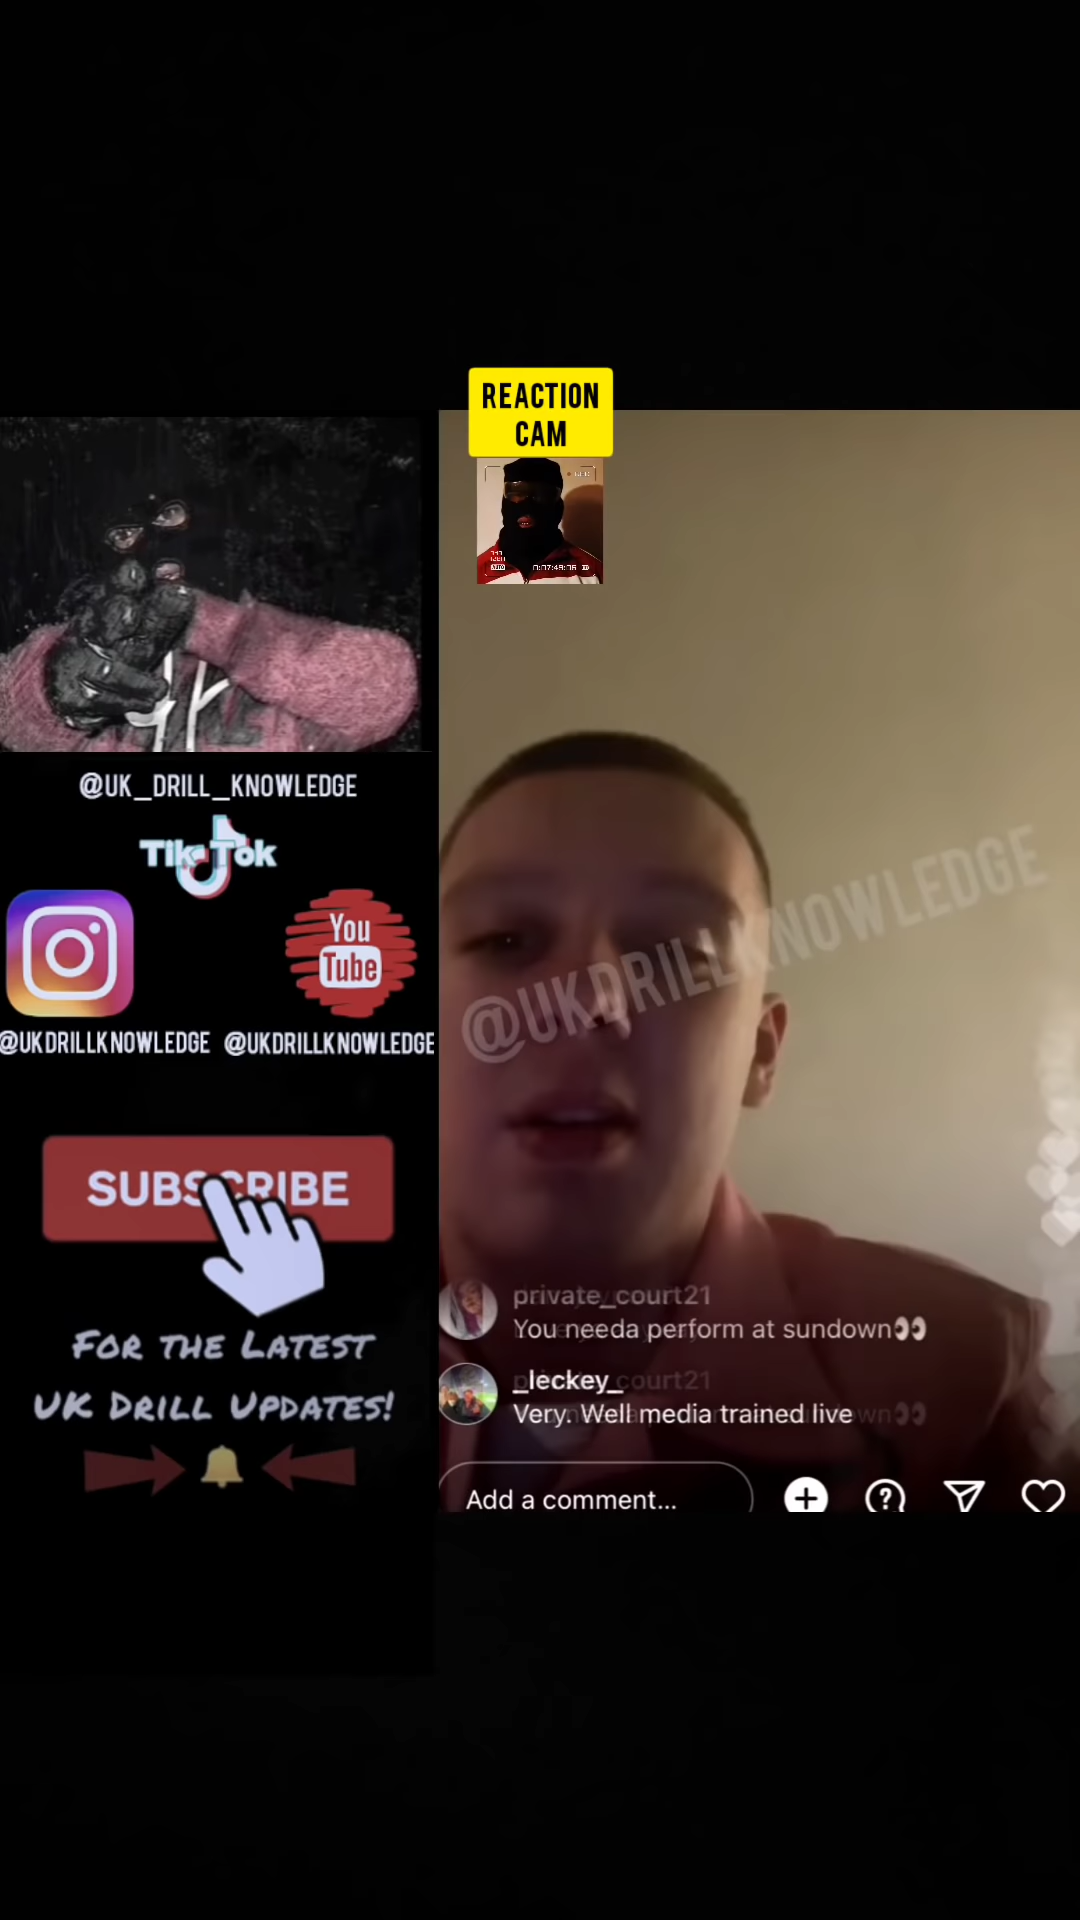 REACTION
CAM
@UK_DRILL_KNOWLEDGE
TikTok
You
Tube
@UKDRILLKNOWLEDGE
@UKDRILLKNOWLEDGE
SUBSCRIBE
FOR THE LATEST
UK DRILL UPDATES!
@UKDRILLKNOWLEDGE
private_court21
You needa perform at sundown👀
_leckey_
Very. Well media trained live
Add a comment...